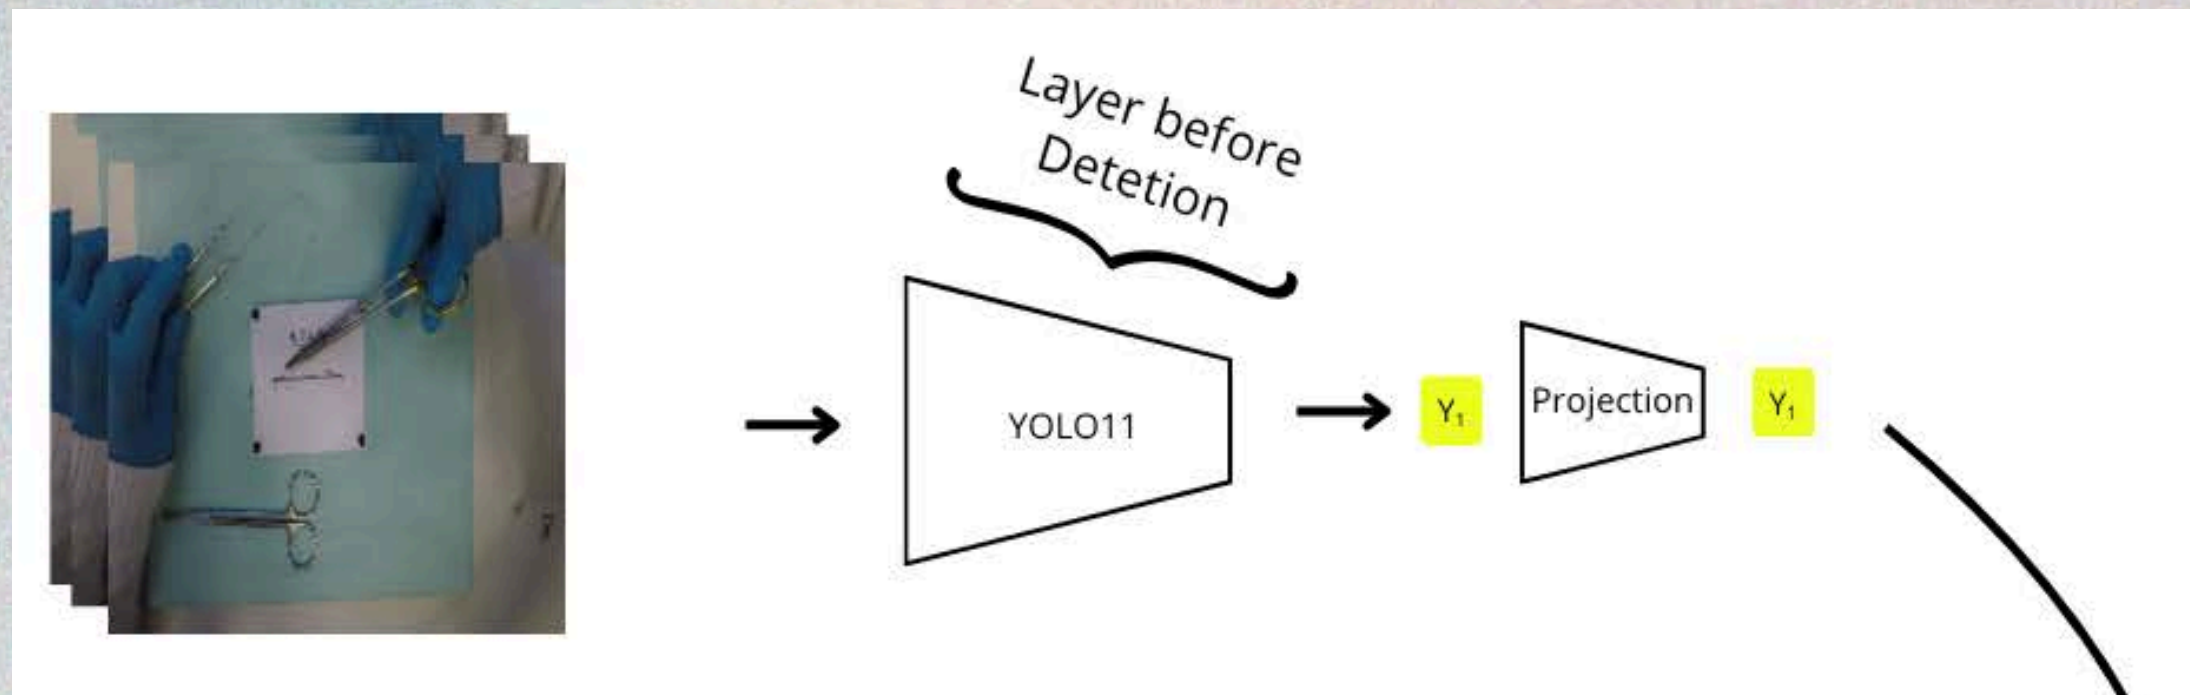 Layer before
Detetion
YOLO11
Y₁
Projection
Y₁